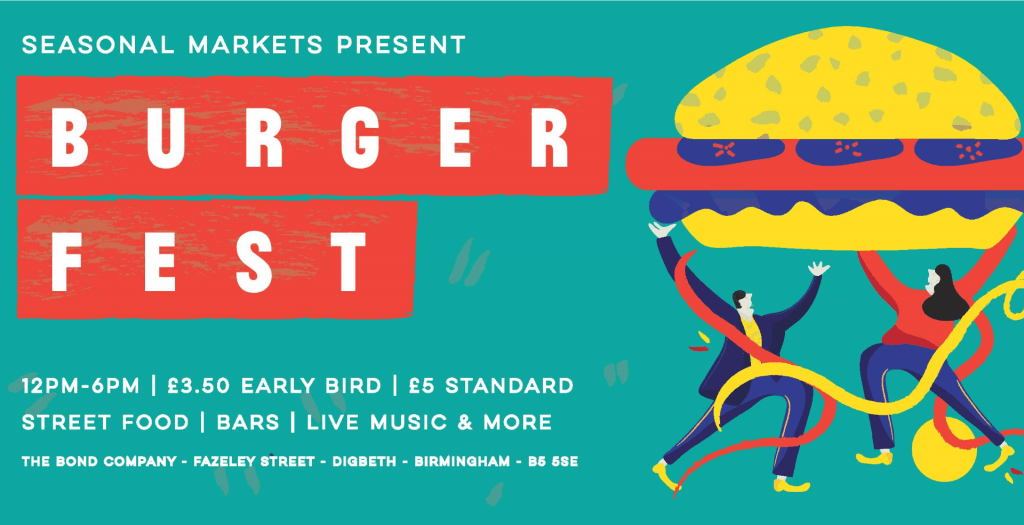 SEASONAL MARKETS PRESENT
BURGER
FEST
12PM-6PM | £3.50 EARLY BIRD | £5 STANDARD
STREET FOOD | BARS | LIVE MUSIC & MORE
THE BOND COMPANY - FAZELEY STREET - DIGBETH - BIRMINGHAM - B5 5SE